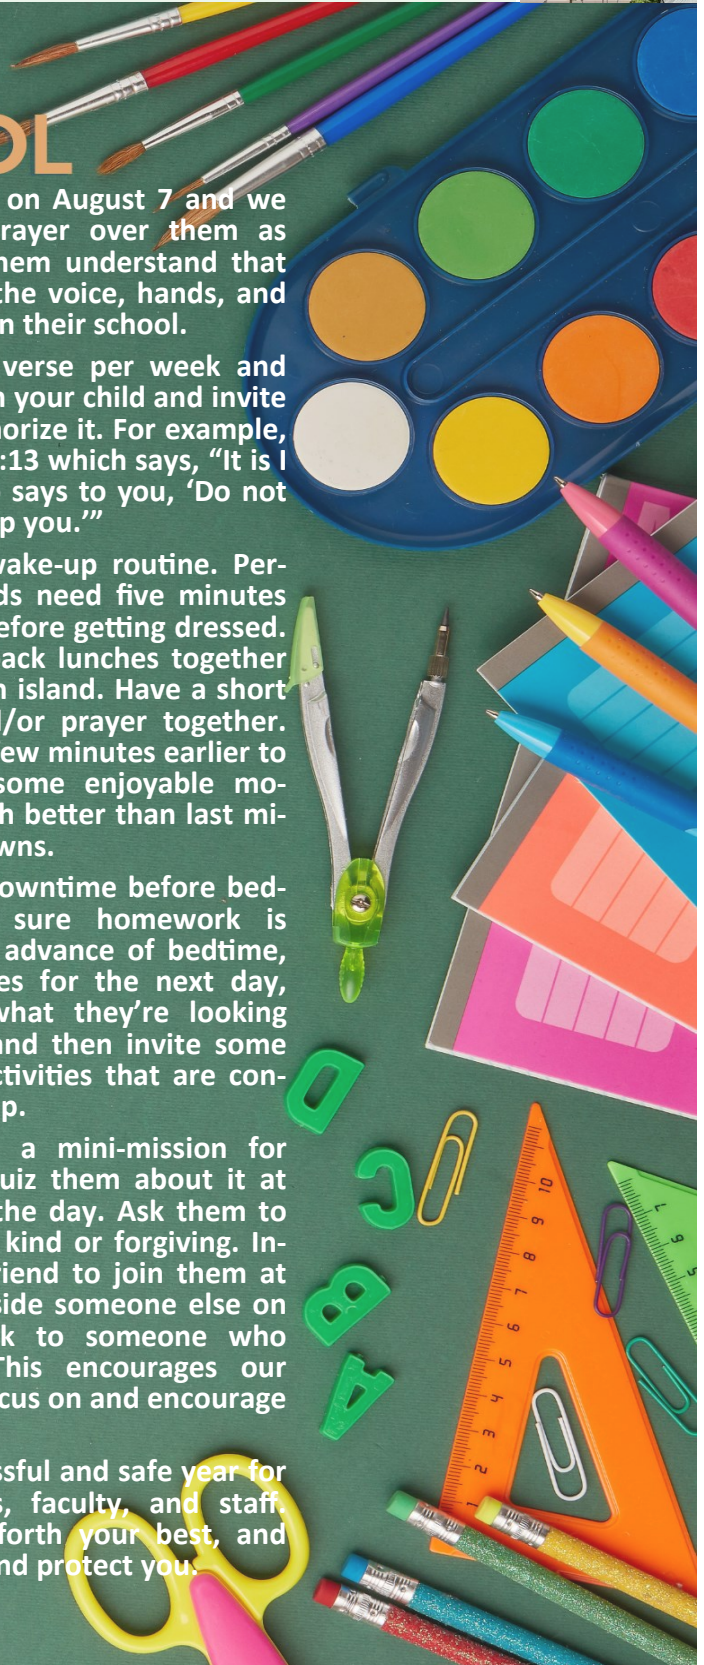 OL
on August 7 and we
rayer over them as
hem understand that
the voice, hands, and
n their school.
verse per week and
n your child and invite
norize it. For example,
:13 which says, “It is I
o says to you, ‘Do not
p you.’”
wake-up routine. Per-
ds need five minutes
efore getting dressed.
ack lunches together
n island. Have a short
d/or prayer together.
ew minutes earlier to
some enjoyable mo-
h better than last mi-
wns.
owntime before bed-
sure homework is
advance of bedtime,
es for the next day,
what they’re looking
and then invite some
ctivities that are con-
p.
a mini-mission for
uiz them about it at
the day. Ask them to
kind or forgiving. In-
riend to join them at
side someone else on
k to someone who
This encourages our
cus on and encourage
ssful and safe year for
s, faculty, and staff.
forth your best, and
nd protect you.
D
C
B
A
10
9
8
7
6
5
4
3
2
1